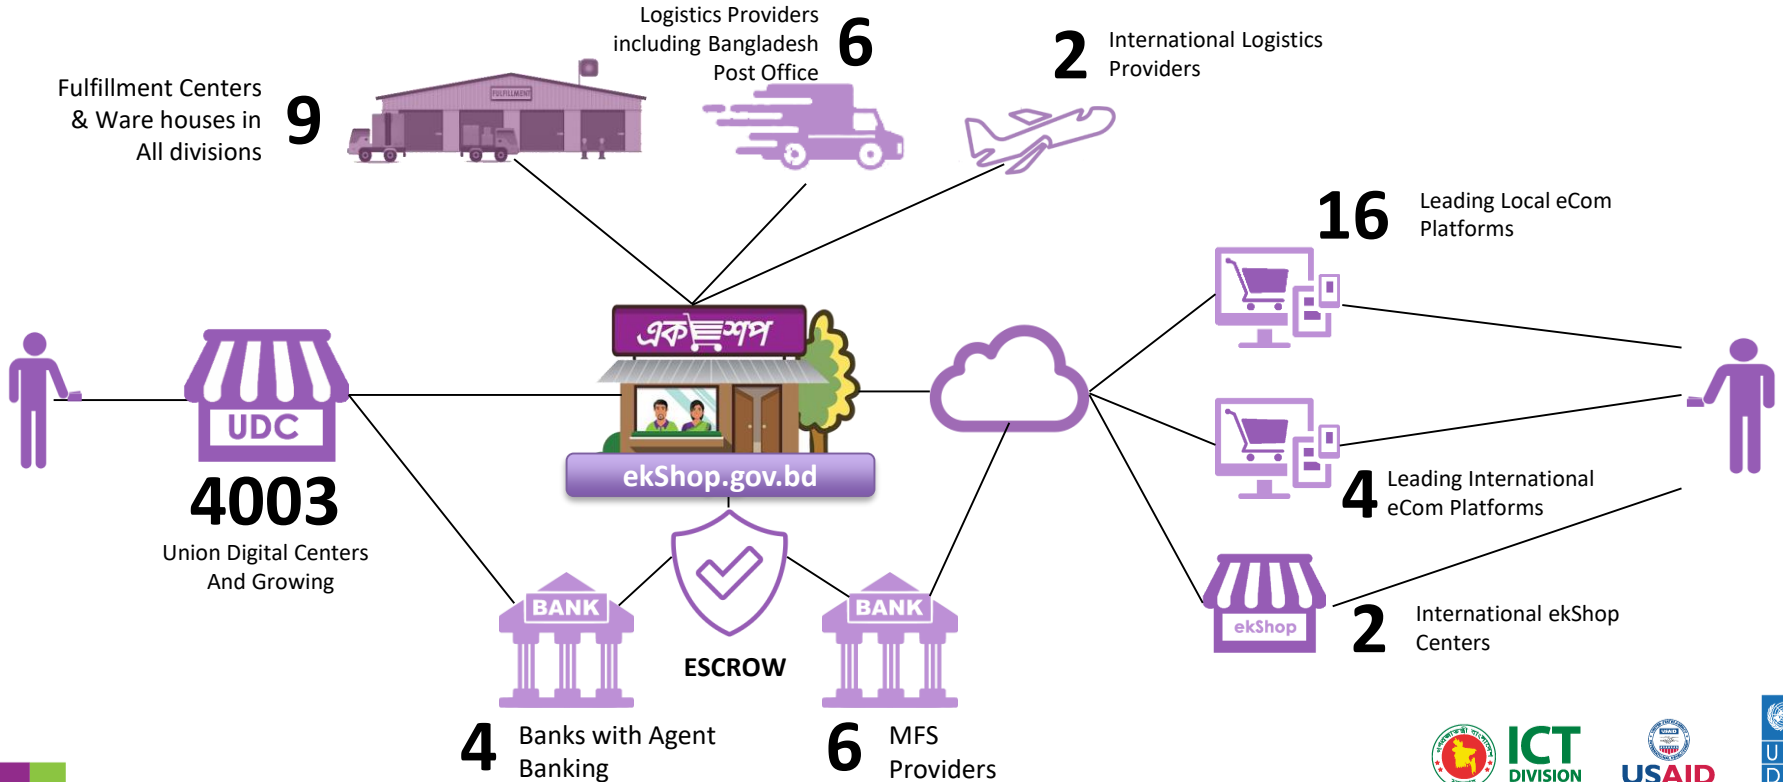 Logistics Providers
including Bangladesh
Post Office
6
2
International Logistics
Providers
Fulfillment Centers
& Ware houses in
All divisions
9
FULFILLMENT
16
Leading Local eCom
Platforms
এক শপ
UDC
ekShop.gov.bd
4003
Union Digital Centers
And Growing
4
Leading International
eCom Platforms
BANK
BANK
ESCROW
ekShop
2
International ekShop
Centers
4
Banks with Agent
Banking
6
MFS
Providers
ICT
DIVISION
USAID
USAID
U
D